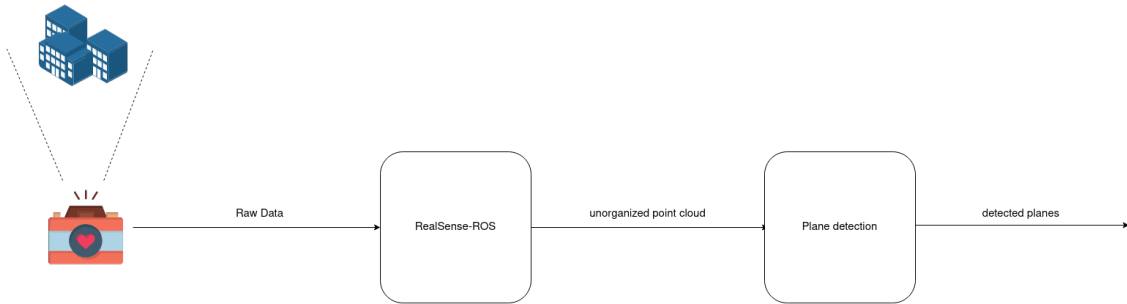 Raw Data
RealSense-ROS
unorganized point cloud
Plane detection
detected planes